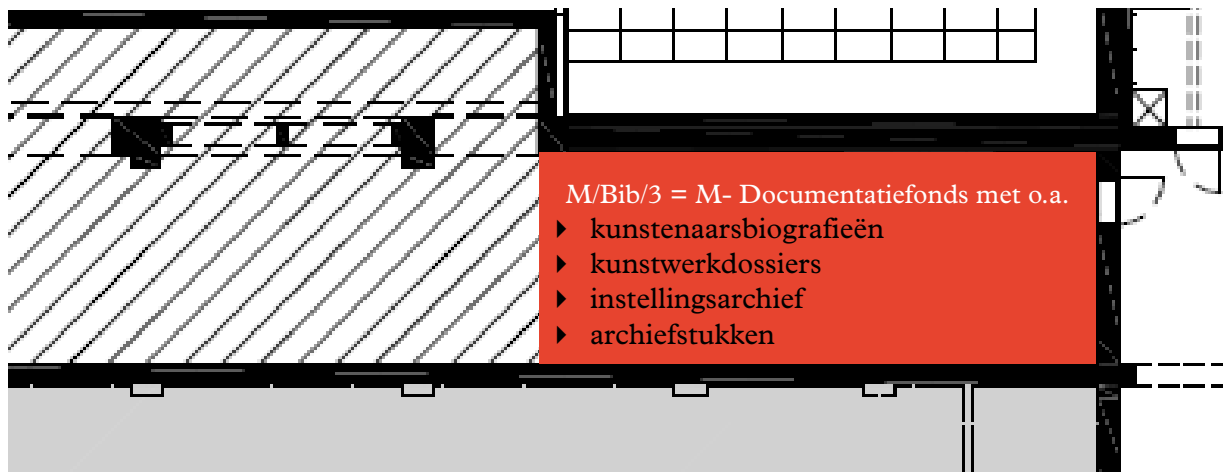 M/Bib/3 = M- Documentatiefonds met o.a.
‣ kunstenaarsbiografieën
‣ kunstwerkdossiers
‣ instellingsarchief
‣ archiefstukken